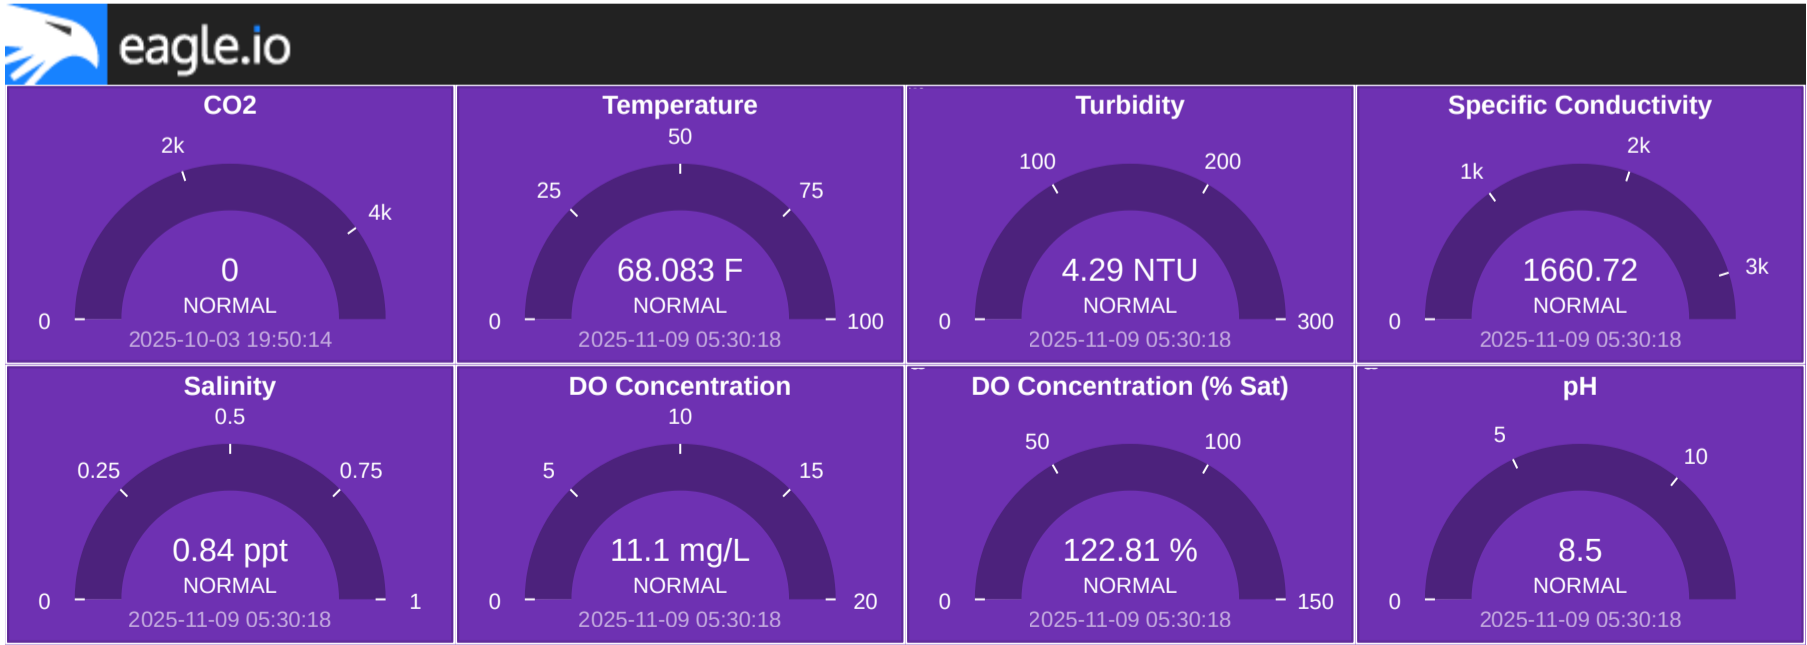 eagle.io
CO2
2k
4k
0
0
NORMAL
2025-10-03 19:50:14
Temperature
50
25
75
68.083 F
NORMAL
0
100
2025-11-09 05:30:18
Turbidity
100
200
4.29 NTU
NORMAL
0
300
2025-11-09 05:30:18
Specific Conductivity
2k
1k
3k
1660.72
NORMAL
0
2025-11-09 05:30:18
Salinity
0.5
0.25
0.75
0.84 ppt
NORMAL
0
1
2025-11-09 05:30:18
DO Concentration
10
5
15
11.1 mg/L
NORMAL
0
20
2025-11-09 05:30:18
DO Concentration (% Sat)
50
100
122.81 %
NORMAL
0
150
2025-11-09 05:30:18
pH
5
10
8.5
NORMAL
0
2025-11-09 05:30:18